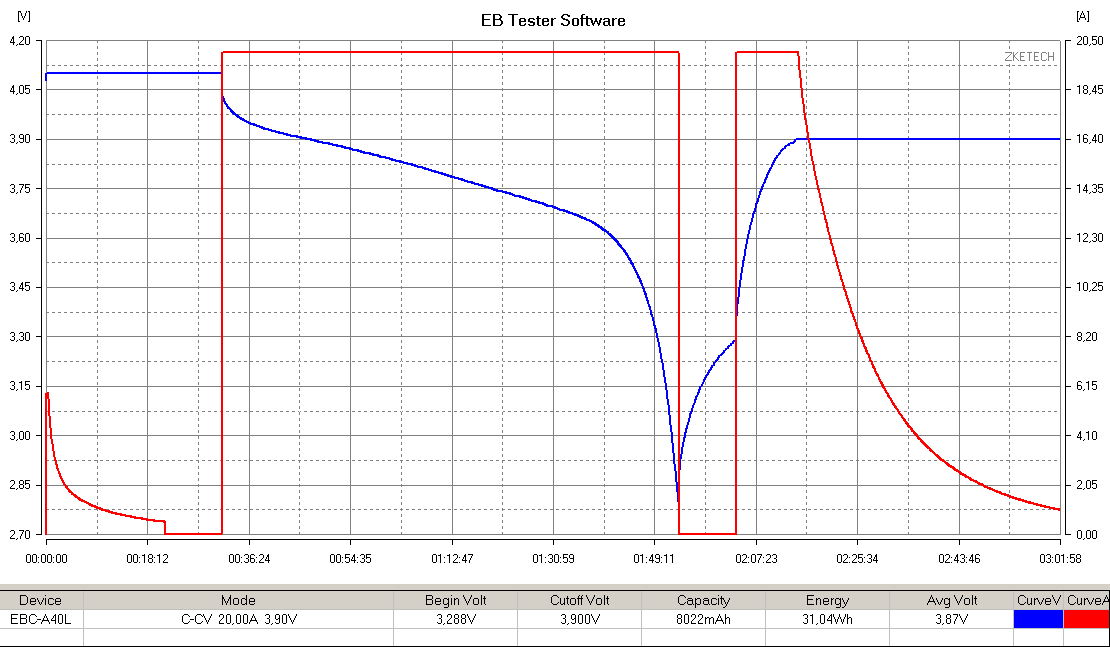 EB Tester Software
[V] [A]
ZKETECH
4,20 20,50
4,05 18,45
3,90 16,40
3,75 14,35
3,60 12,30
3,45 10,25
3,30 8,20
3,15 6,15
3,00 4,10
2,85 2,05
2,70 0,00
00:00:00 00:18:12 00:36:24 00:54:35 01:12:47 01:30:59 01:49:11 02:07:23 02:25:34 02:43:46 03:01:58
Device Mode Begin Volt Cutoff Volt Capacity Energy Avg Volt CurveV CurveA
EBC-A40L C-CV 20,00A 3,90V 3,288V 3,900V 8022mAh 31,04Wh 3,87V